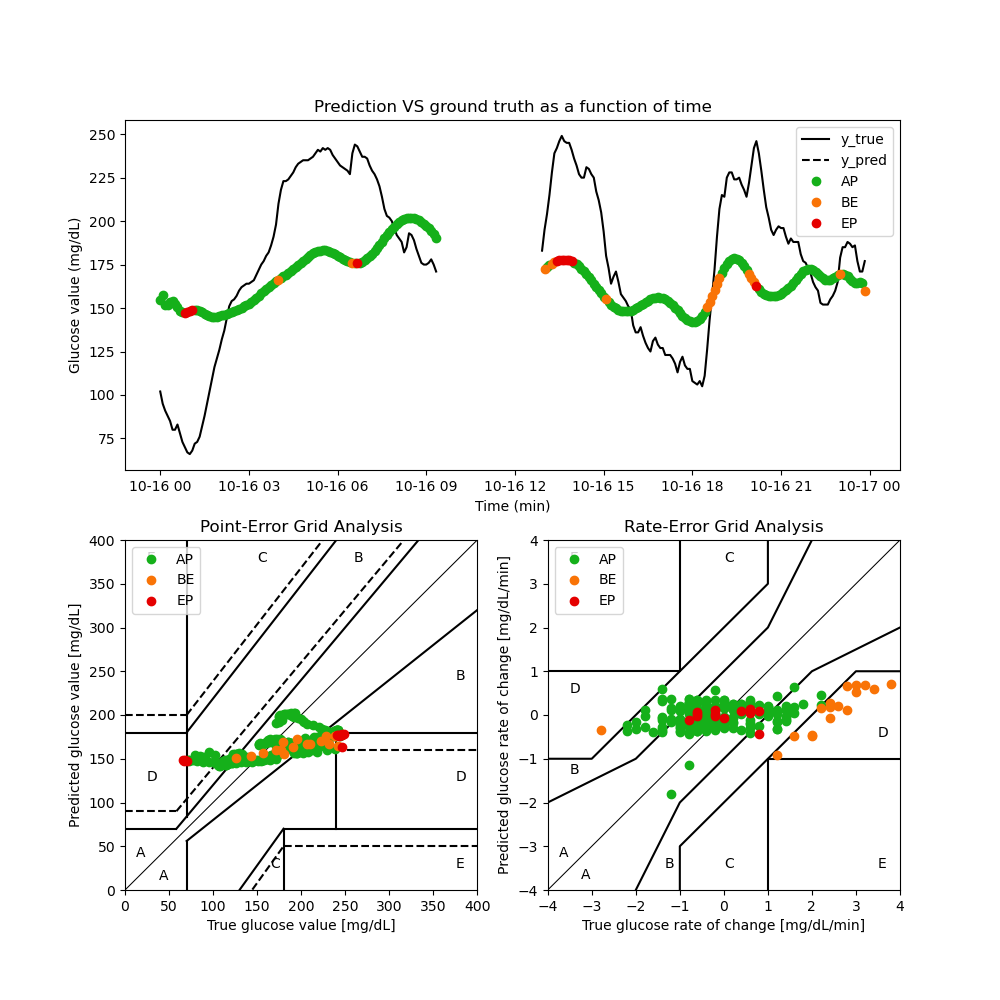 Prediction VS ground truth as a function of time
Glucose value (mg/dL)
250
225
200
175
150
125
100
75
y_true
y_pred
AP
BE
EP
10-16 00 10-16 03 10-16 06 10-16 09 10-16 12 10-16 15 10-16 18 10-16 21 10-17 00
Time (min)
Point-Error Grid Analysis
Predicted glucose value [mg/dL]
400
350
300
250
200
150
100
50
0
AP
BE
EP
C
B
B
D
D
A
A
C
E
0 50 100 150 200 250 300 350 400
True glucose value [mg/dL]
Rate-Error Grid Analysis
Predicted glucose rate of change [mg/dL/min]
4
3
2
1
0
−1
−2
−3
−4
AP
BE
EP
C
D
D
B
A
A
B
C
E
−4 −3 −2 −1 0 1 2 3 4
True glucose rate of change [mg/dL/min]